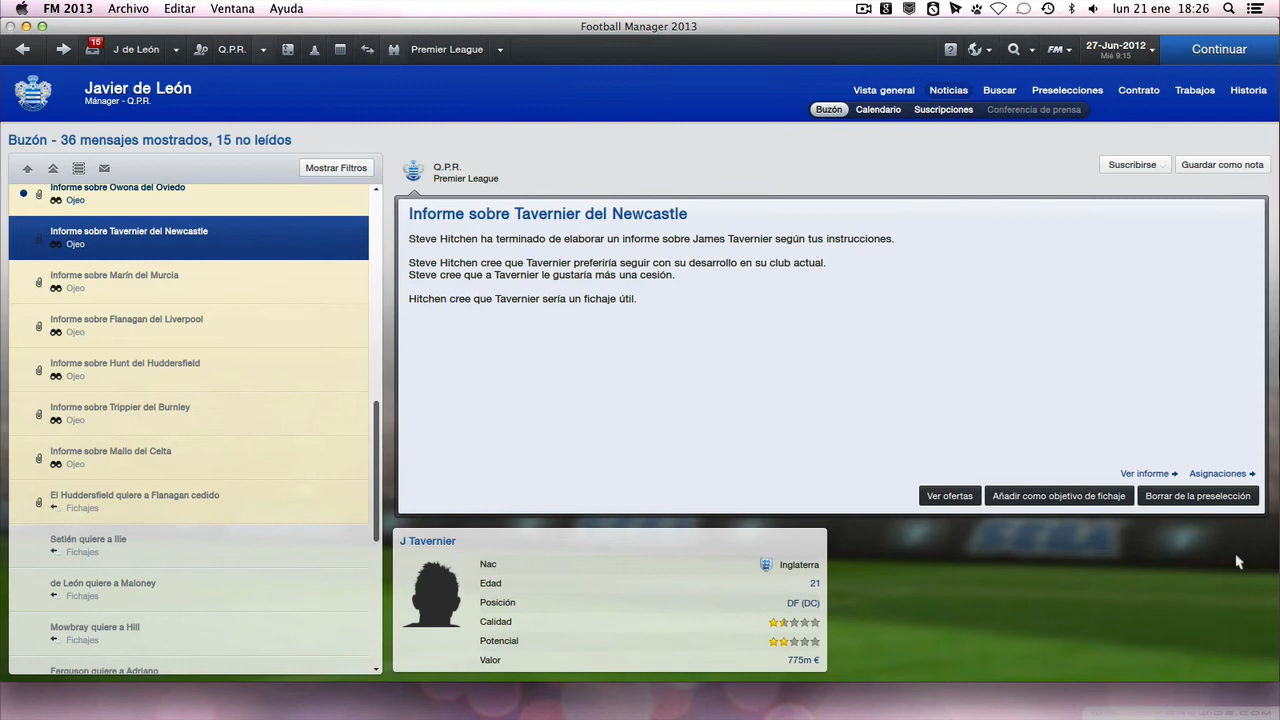 FM 2013 Archivo Editar Ventana Ayuda lun 21 ene 18:26
Football Manager 2013
15 J de León Q.P.R. Premier League ? FM 27-Jun-2012 Continuar
Mié 9:15
Javier de León
Mánager - Q.P.R.
Vista general Noticias Buscar Preselecciones Contrato Trabajos Historia
Buzón Calendario Suscripciones Conferencia de prensa
Buzón - 36 mensajes mostrados, 15 no leídos
Mostrar Filtros
Informe sobre Owona del Oviedo
Ojeo
Informe sobre Tavernier del Newcastle
Ojeo
Informe sobre Marín del Murcia
Ojeo
Informe sobre Flanagan del Liverpool
Ojeo
Informe sobre Hunt del Huddersfield
Ojeo
Informe sobre Trippier del Burnley
Ojeo
Informe sobre Mallo del Celta
Ojeo
El Huddersfield quiere a Flanagan cedido
Fichajes
Setién quiere a Ilie
Fichajes
de León quiere a Maloney
Fichajes
Mowbray quiere a Hill
Fichajes
Ferguson quiere a Adriano
Q.P.R.
Premier League
Suscribirse Guardar como nota
Informe sobre Tavernier del Newcastle
Steve Hitchen ha terminado de elaborar un informe sobre James Tavernier según tus instrucciones.
Steve Hitchen cree que Tavernier preferiría seguir con su desarrollo en su club actual.
Steve cree que a Tavernier le gustaría más una cesión.
Hitchen cree que Tavernier sería un fichaje útil.
Ver informe Asignaciones
Ver ofertas Añadir como objetivo de fichaje Borrar de la preselección
J Tavernier
Nac Inglaterra
Edad 21
Posición DF (DC)
Calidad
Potencial
Valor 775m €